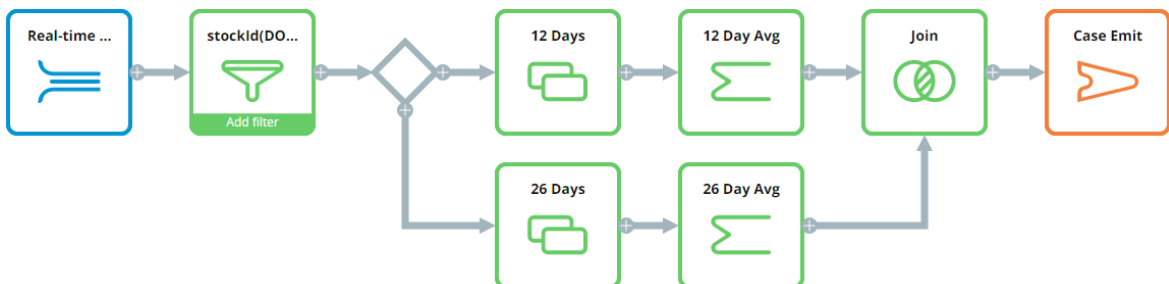 Real-time ...
stockId(DO...
Add filter
12 Days
12 Day Avg
Join
Case Emit
26 Days
26 Day Avg